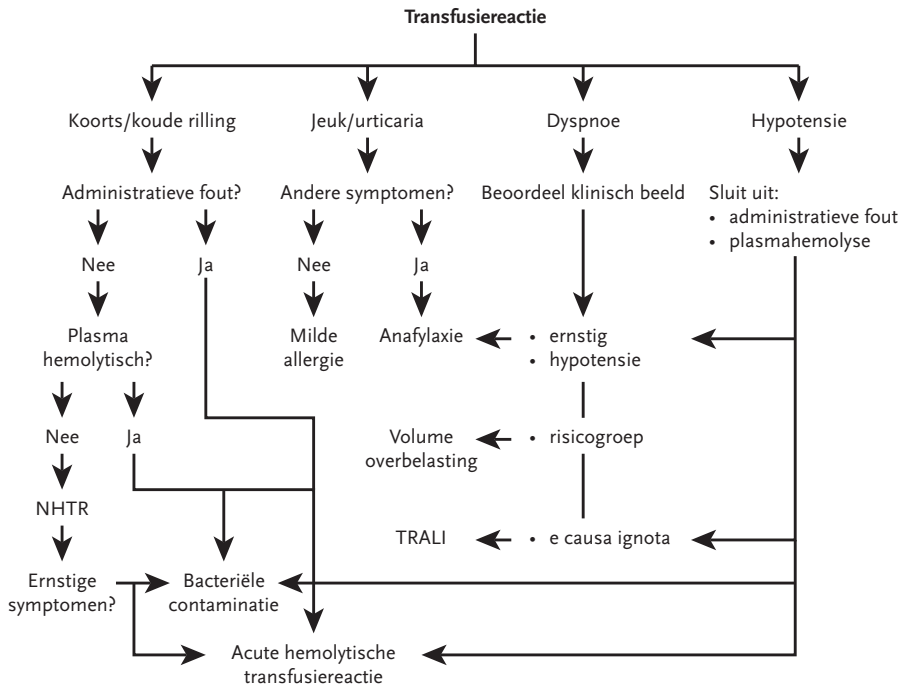 Transfusiereactie
Koorts/koude rilling
Jeuk/urticaria
Dyspnoe
Hypotensie
Administratieve fout?
Andere symptomen?
Beoordeel klinisch beeld
Sluit uit:
• administratieve fout
• plasmahemolyse
Nee
Ja
Nee
Ja
Plasma
hemolytisch?
Milde
allergie
Anafylaxie
• ernstig
• hypotensie
Nee
Ja
Volume
overbelasting
• risicogroep
NHTR
TRALI
• e causa ignota
Ernstige
symptomen?
Bacteriële
contaminatie
Acute hemolytische
transfusiereactie